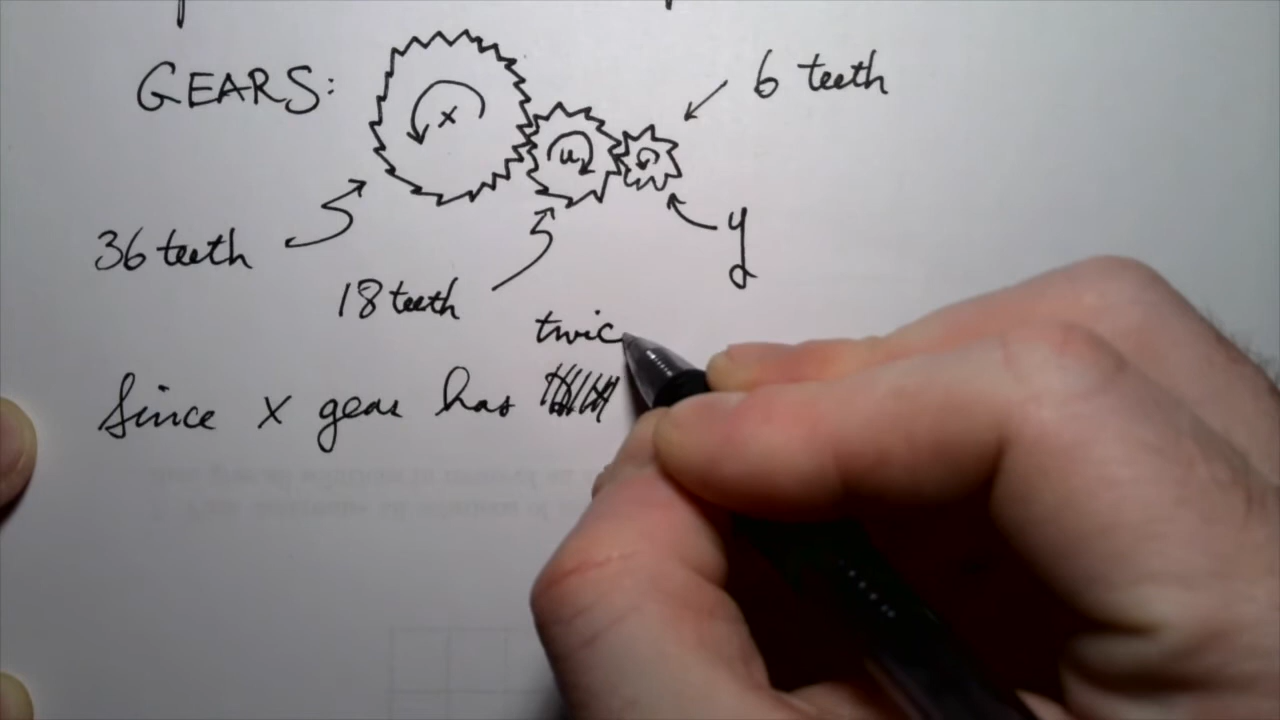 GEARS:
x
u
6 teeth
y
36 teeth
18 teeth
twic
Since x gear has